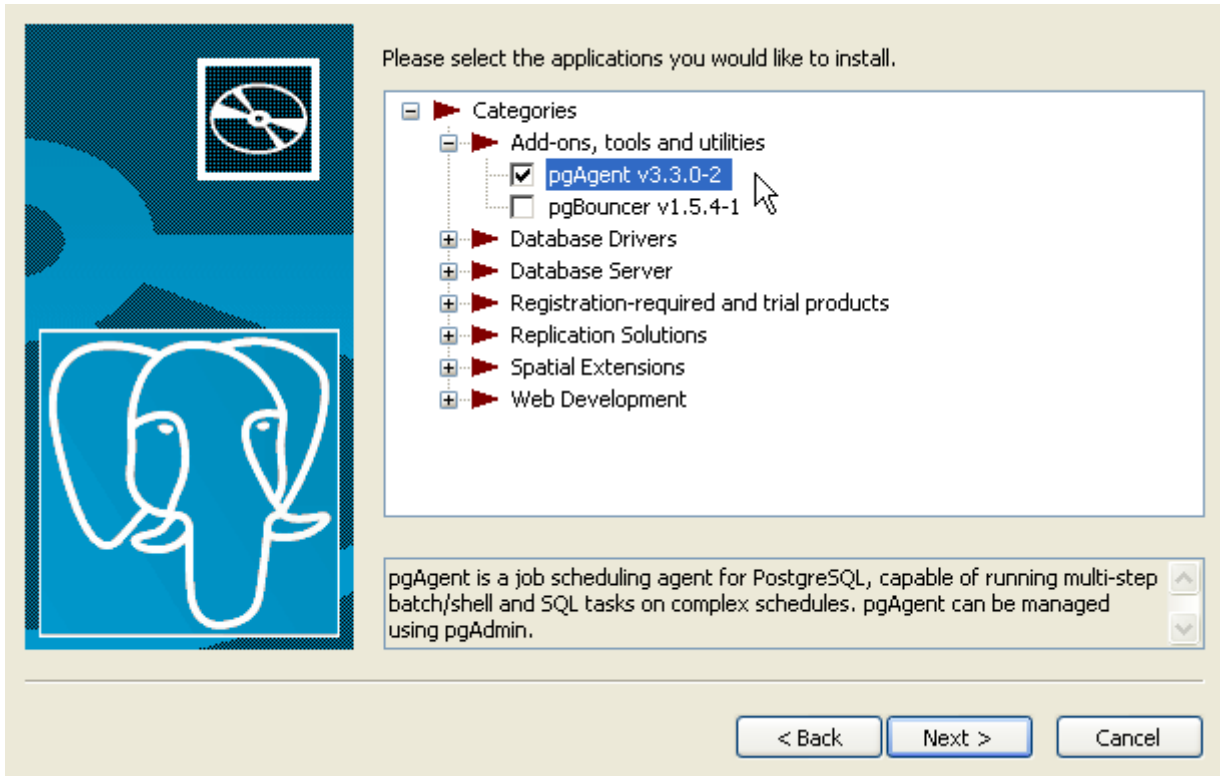 Please select the applications you would like to install.
Categories
Add-ons, tools and utilities
pgAgent v3.3.0-2
pgBouncer v1.5.4-1
Database Drivers
Database Server
Registration-required and trial products
Replication Solutions
Spatial Extensions
Web Development
pgAgent is a job scheduling agent for PostgreSQL, capable of running multi-step
batch/shell and SQL tasks on complex schedules. pgAgent can be managed
using pgAdmin.
< Back Next > Cancel